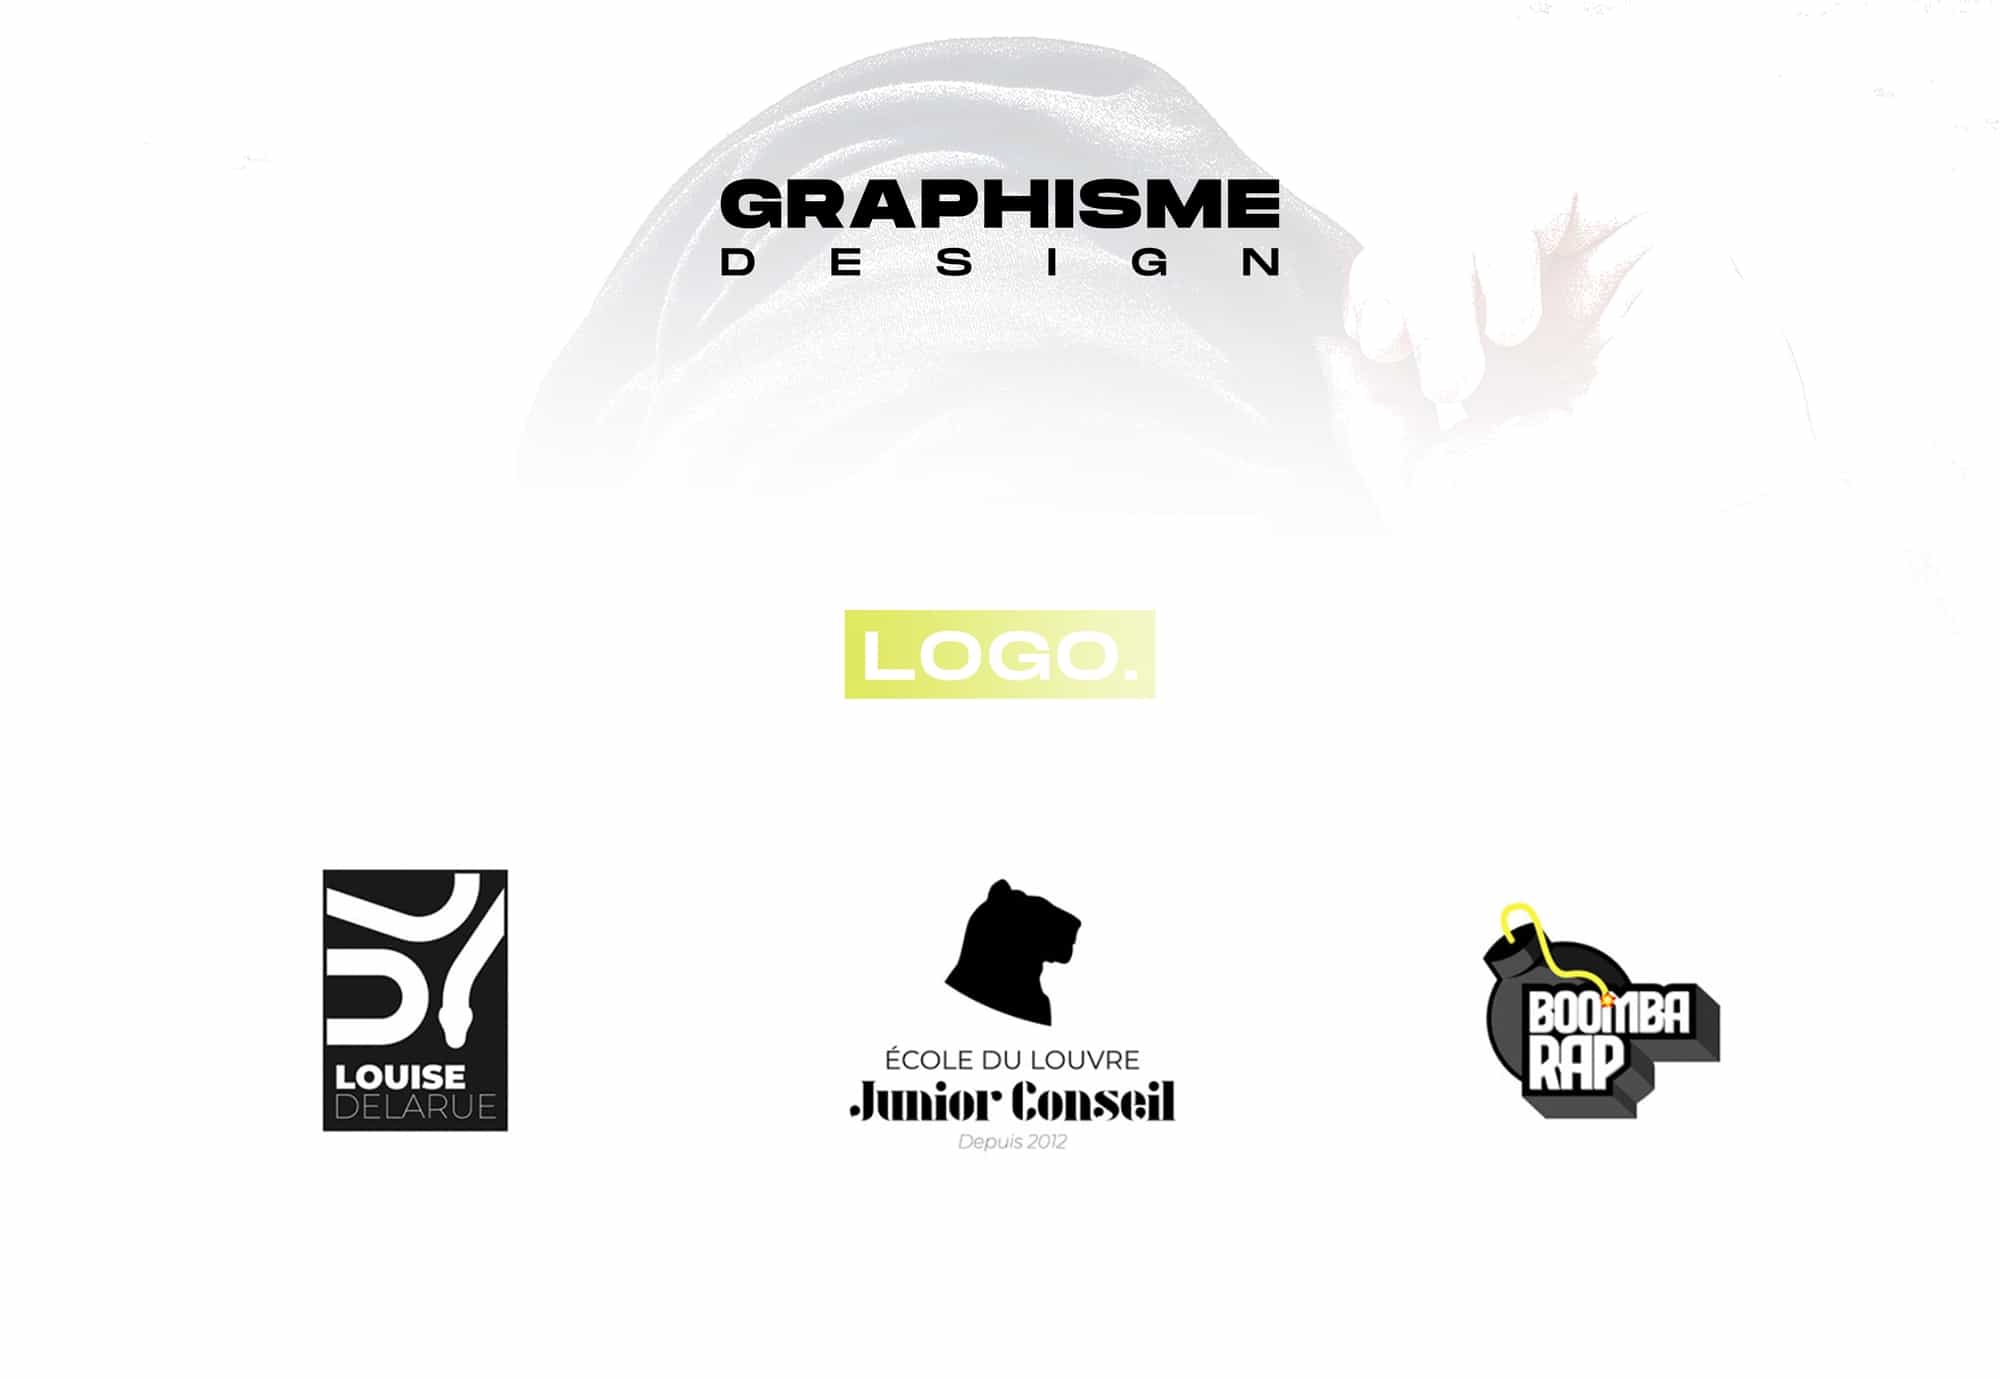 GRAPHISME
DESIGN
LOGO.
LOUISE
DELARUE
ÉCOLE DU LOUVRE
Junior Conseil
Depuis 2012
BOOMBA
RAP